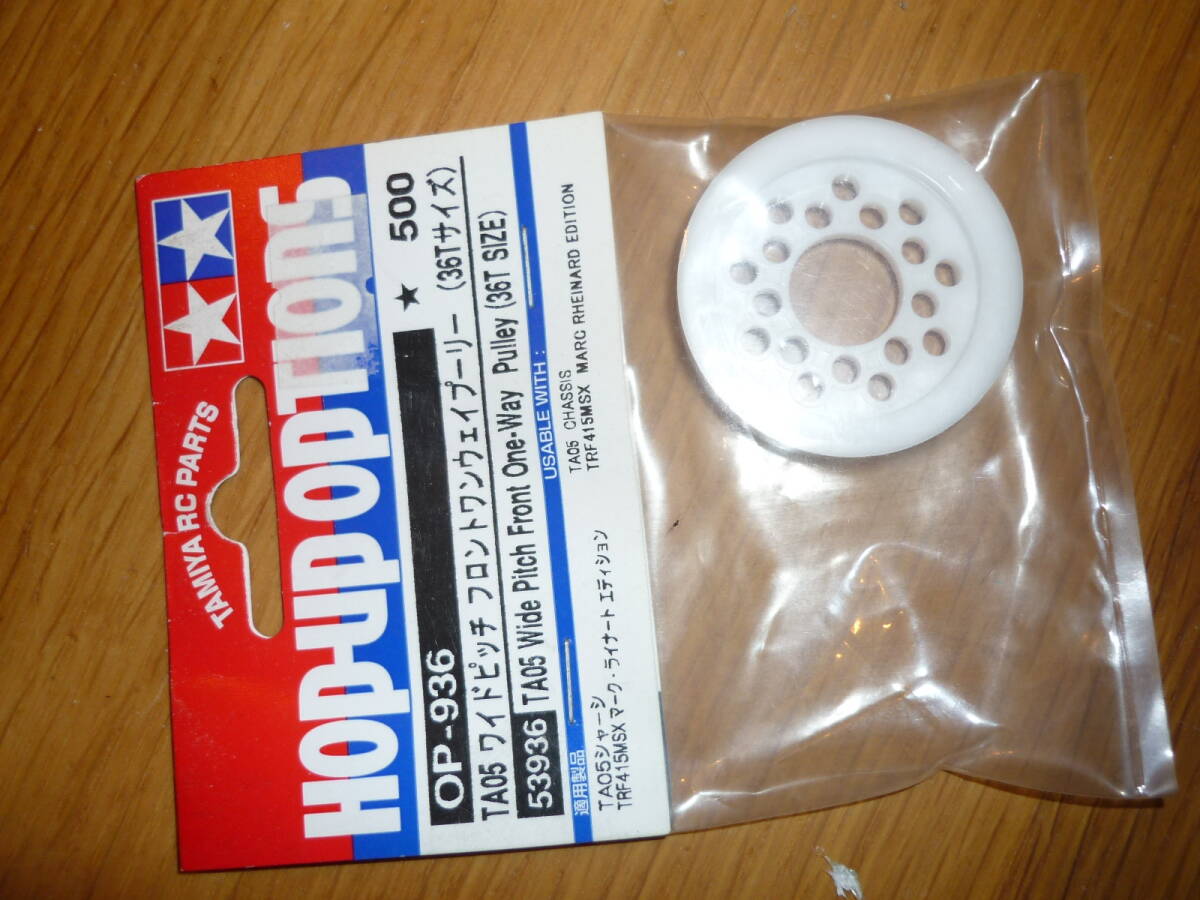 TAMIYA RC PARTS
HOP-UP OPTIONS
OP-936 ★ 500
TA05 ワイドピッチ フロントワンウェイプーリー (36Tサイズ)
53936 TA05 Wide Pitch Front One-Way Pulley (36T SIZE)
適用製品 USABLE WITH :
TA05シャーシ TA05 CHASSIS
TRF415MSX マーク・ライナート エディション TRF415MSX MARC RHEINARD EDITION